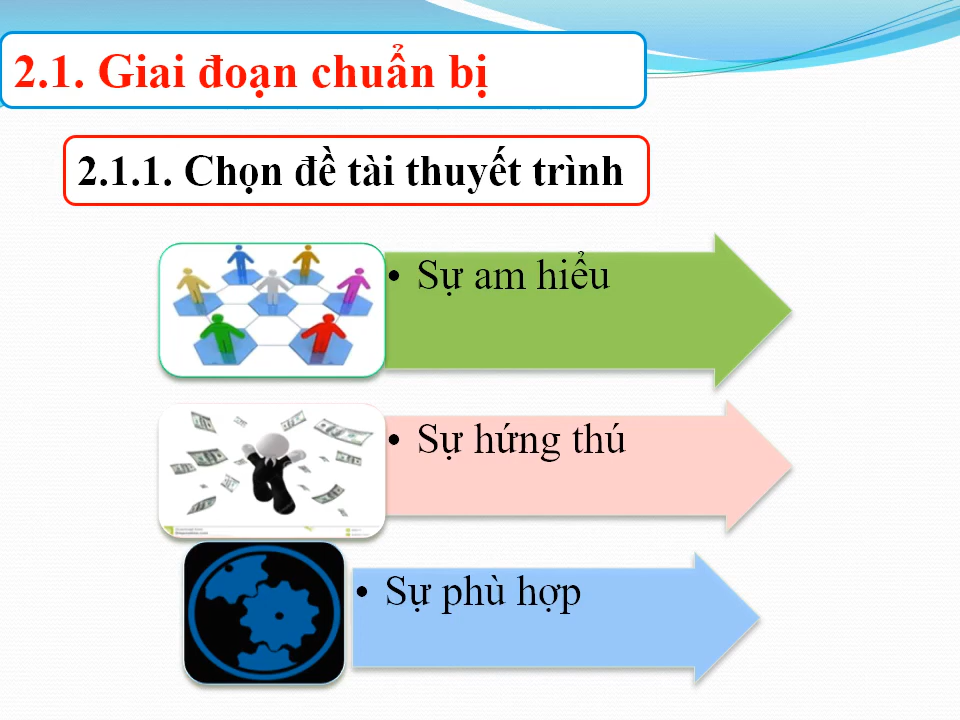 2.1. Giai đoạn chuẩn bị
2.1.1. Chọn đề tài thuyết trình
• Sự am hiểu
• Sự hứng thú
• Sự phù hợp